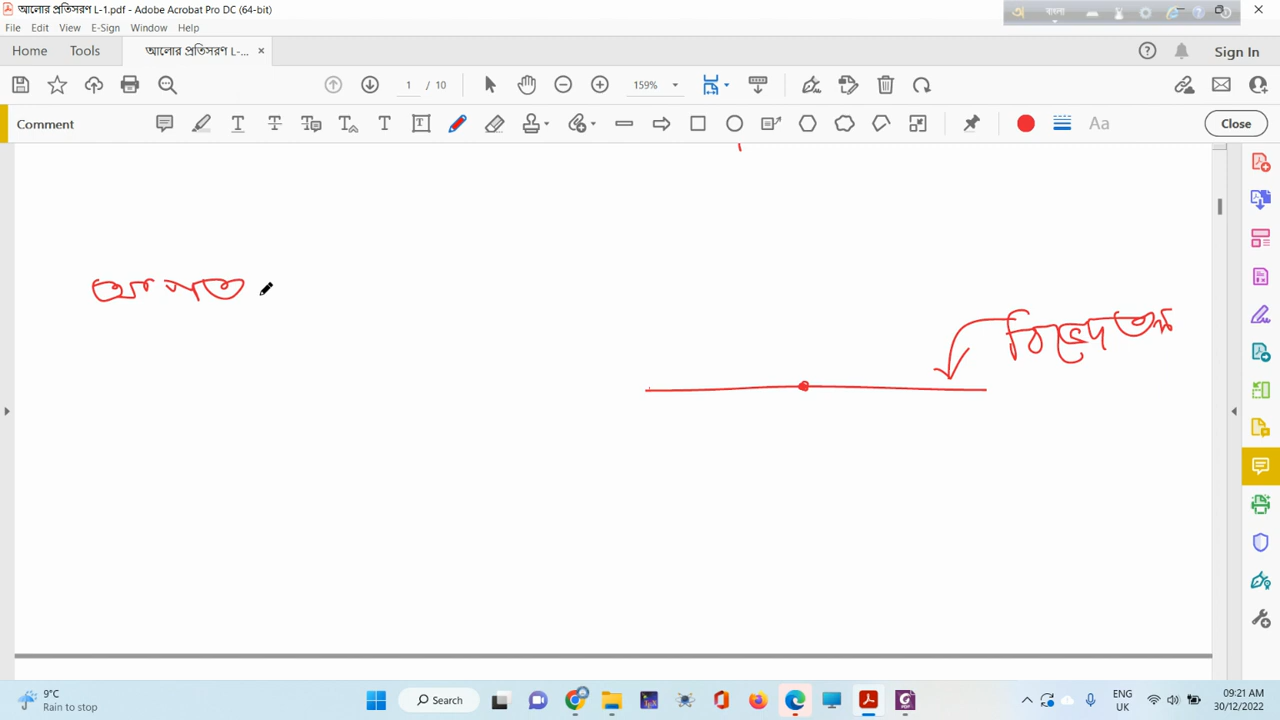 আলোর প্রতিসরণ L-1.pdf - Adobe Acrobat Pro DC (64-bit)
বাংলা
File Edit View E-Sign Window Help
Home Tools আলোর প্রতিসরণ L-... × Sign In
1 / 10 159%
Comment Aa Close
বিভেদতল
9°C
Rain to stop
Search
ENG
UK
09:21 AM
30/12/2022